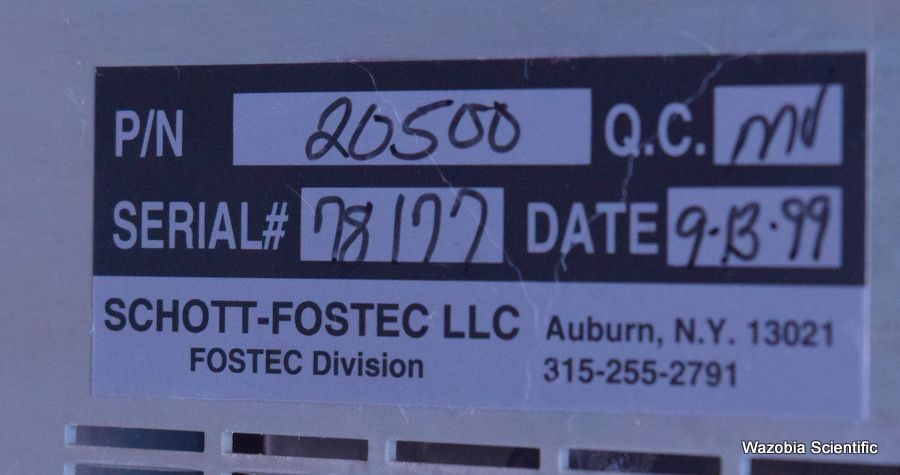 P/N 20500 Q.C. MV
SERIAL# 78177 DATE 9-13-99
SCHOTT-FOSTEC LLC Auburn, N.Y. 13021
FOSTEC Division 315-255-2791
Wazobia Scientific